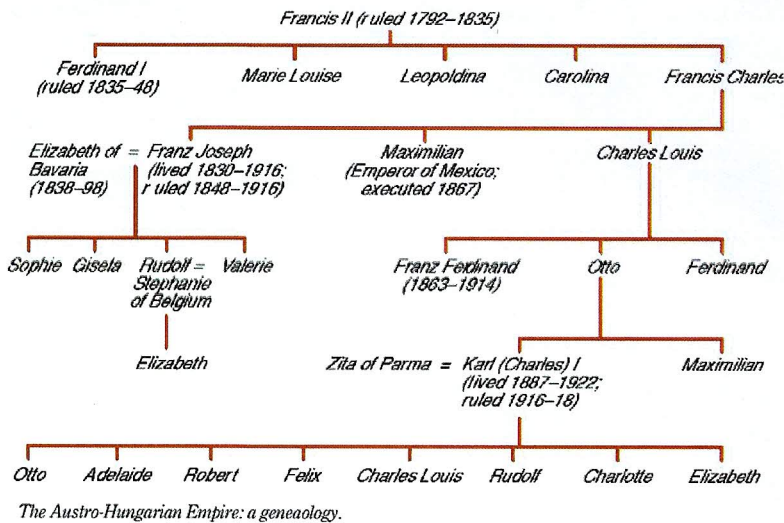 Francis II (ruled 1792–1835)
Ferdinand I
(ruled 1835–48)
Marie Louise
Leopoldina
Carolina
Francis Charles
Elizabeth of
Bavaria
(1838–98)
= Franz Joseph
(lived 1830–1916;
ruled 1848–1916)
Maximilian
(Emperor of Mexico;
executed 1867)
Charles Louis
Sophie
Gisela
Rudolf =
Stephanie
of Belgium
Valerie
Franz Ferdinand
(1863–1914)
Otto
Ferdinand
Elizabeth
Zita of Parma = Karl (Charles) I
(lived 1887–1922;
ruled 1916–18)
Maximilian
Otto
Adelaide
Robert
Felix
Charles Louis
Rudolf
Charlotte
Elizabeth
The Austro-Hungarian Empire: a geneaology.